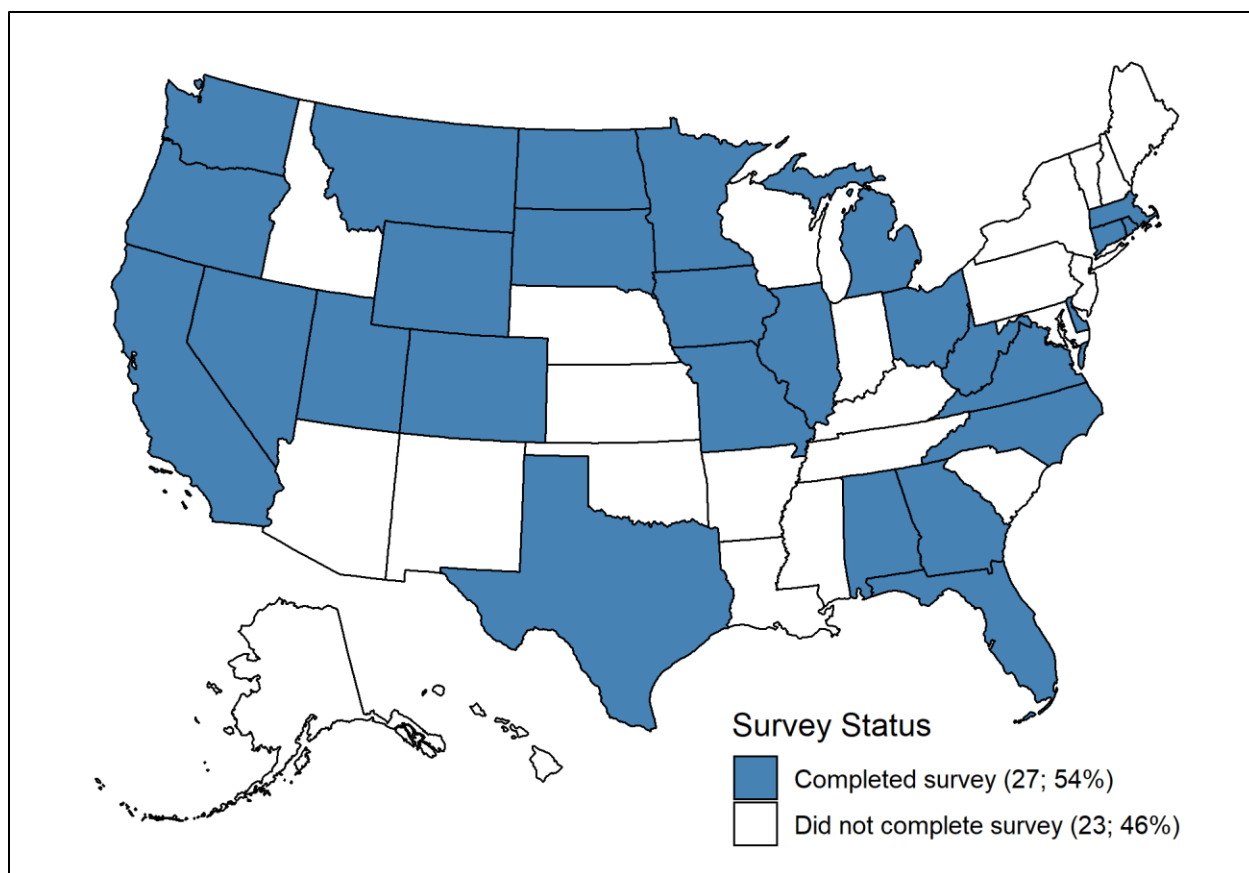 Survey Status
Completed survey (27; 54%)
Did not complete survey (23; 46%)